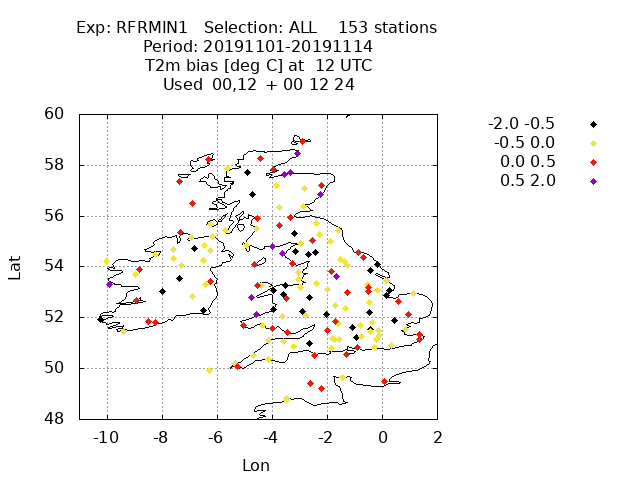 Exp: RFRMIN1 Selection: ALL 153 stations
Period: 20191101-20191114
T2m bias [deg C] at 12 UTC
Used 00,12 + 00 12 24
-2.0 -0.5
-0.5 0.0
0.0 0.5
0.5 2.0
60
58
56
54
52
50
48
Lat
-10 -8 -6 -4 -2 0 2
Lon